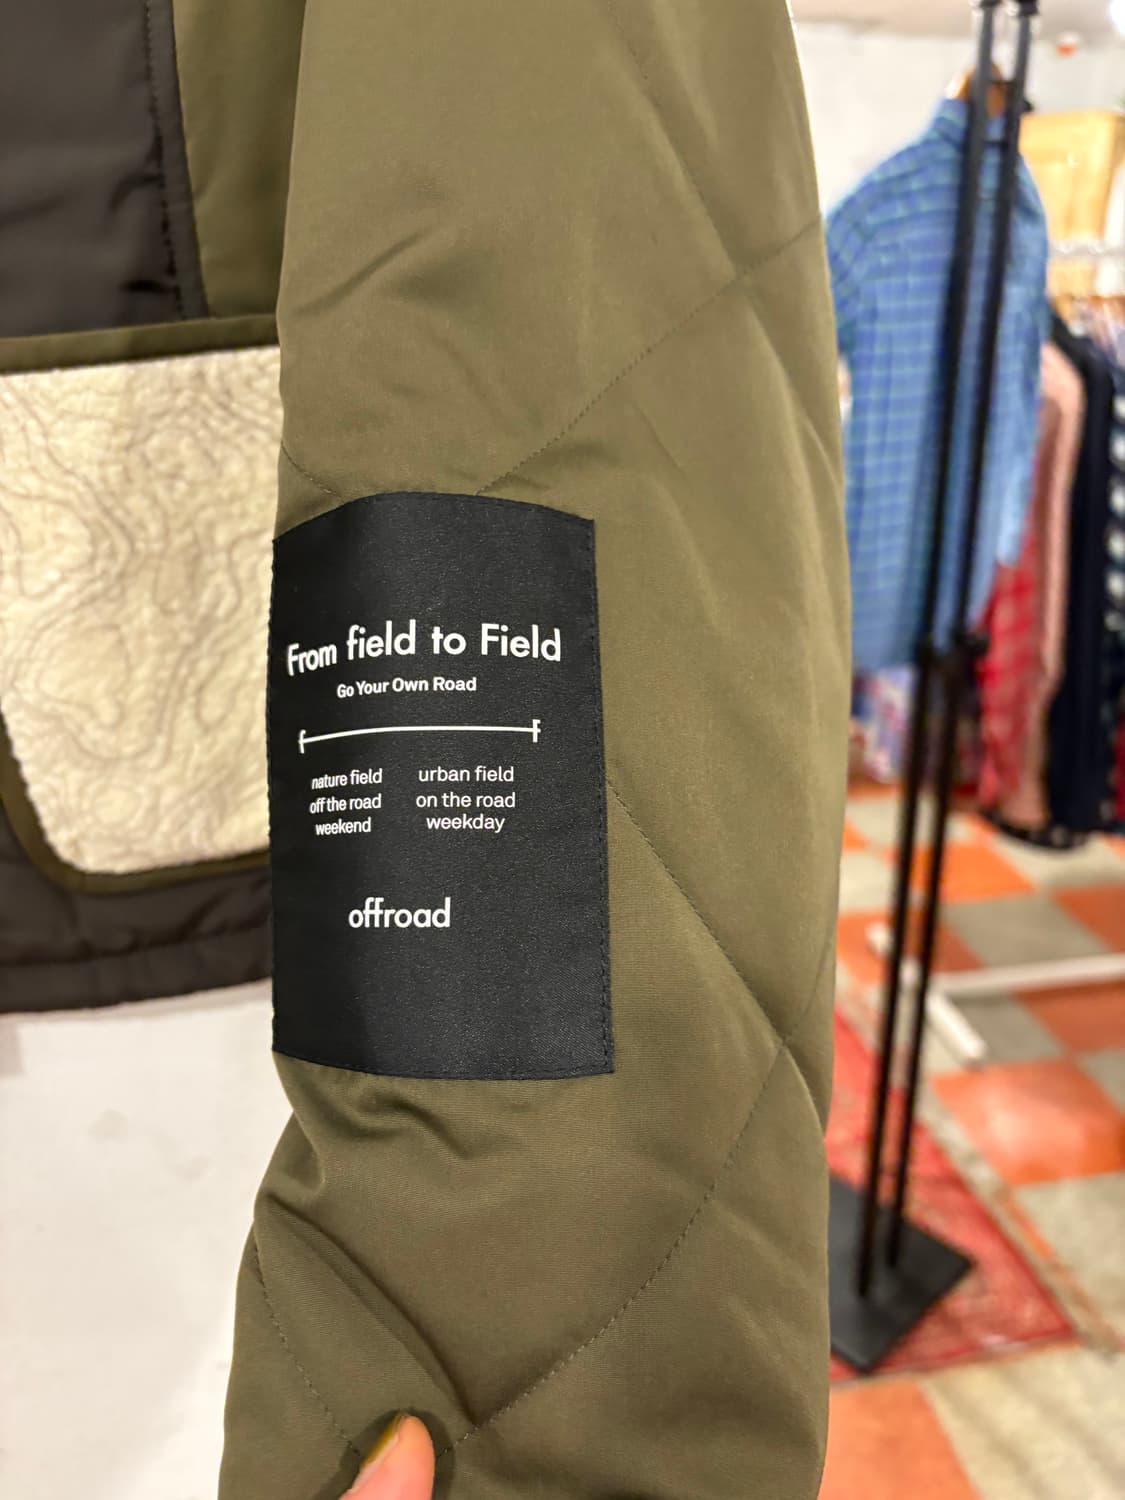 From field to Field
Go Your Own Road
nature field urban field
off the road on the road
weekend weekday
offroad